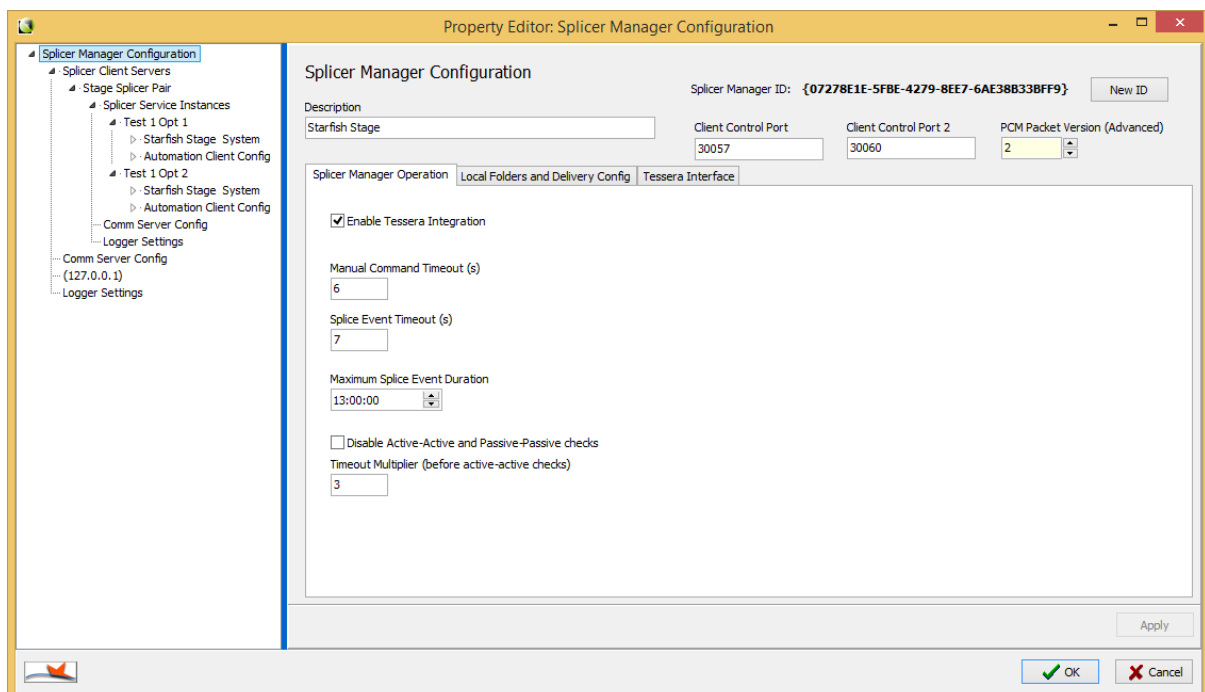 Property Editor: Splicer Manager Configuration
Splicer Manager Configuration
Splicer Client Servers
Stage Splicer Pair
Splicer Service Instances
Test 1 Opt 1
Starfish Stage System
Automation Client Config
Test 1 Opt 2
Starfish Stage System
Automation Client Config
Comm Server Config
Logger Settings
Comm Server Config
(127.0.0.1)
Logger Settings
Splicer Manager Configuration
Splicer Manager ID: {07278E1E-5FBE-4279-8EE7-6AE38B33BFF9} New ID
Description
Starfish Stage
Client Control Port Client Control Port 2 PCM Packet Version (Advanced)
30057 30060 2
Splicer Manager Operation Local Folders and Delivery Config Tessera Interface
Enable Tessera Integration
Manual Command Timeout (s)
6
Splice Event Timeout (s)
7
Maximum Splice Event Duration
13:00:00
Disable Active-Active and Passive-Passive checks
Timeout Multiplier (before active-active checks)
3
Apply
OK Cancel